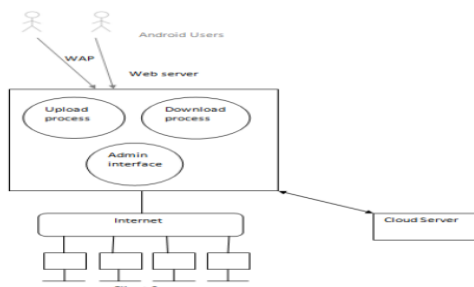 Android Users
WAP
Web server
Upload
process
Download
process
Admin
interface
Internet
Cloud Server